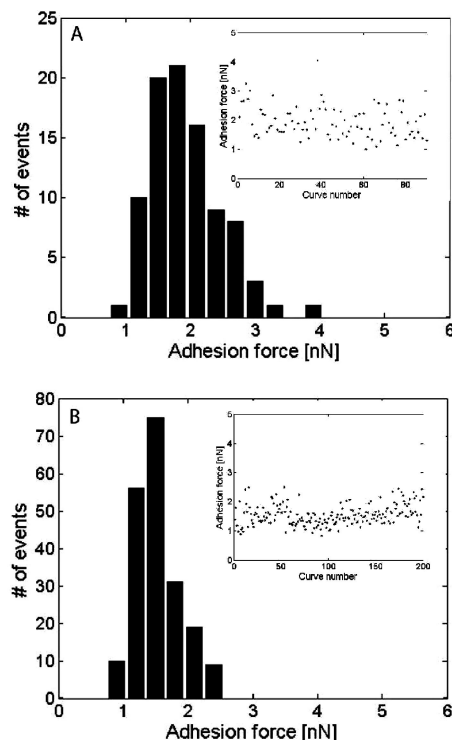 A
25
20
15
10
5
0
# of events
0 1 2 3 4 5 6
Adhesion force [nN]
5
4
3
2
1
0
Adhesion force [nN]
0 20 40 60 80
Curve number
B
80
70
60
50
40
30
20
10
0
# of events
0 1 2 3 4 5 6
Adhesion force [nN]
5
4
3
2
1
0
Adhesion force [nN]
0 50 100 150 200
Curve number